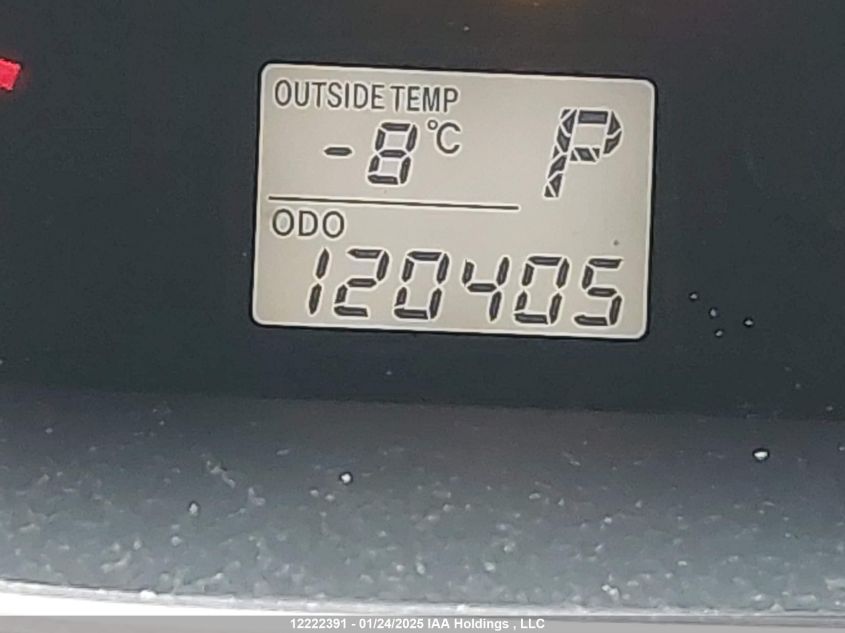 OUTSIDE TEMP
-8°C P
ODO
120405
12222391 - 01/24/2025 IAA Holdings , LLC